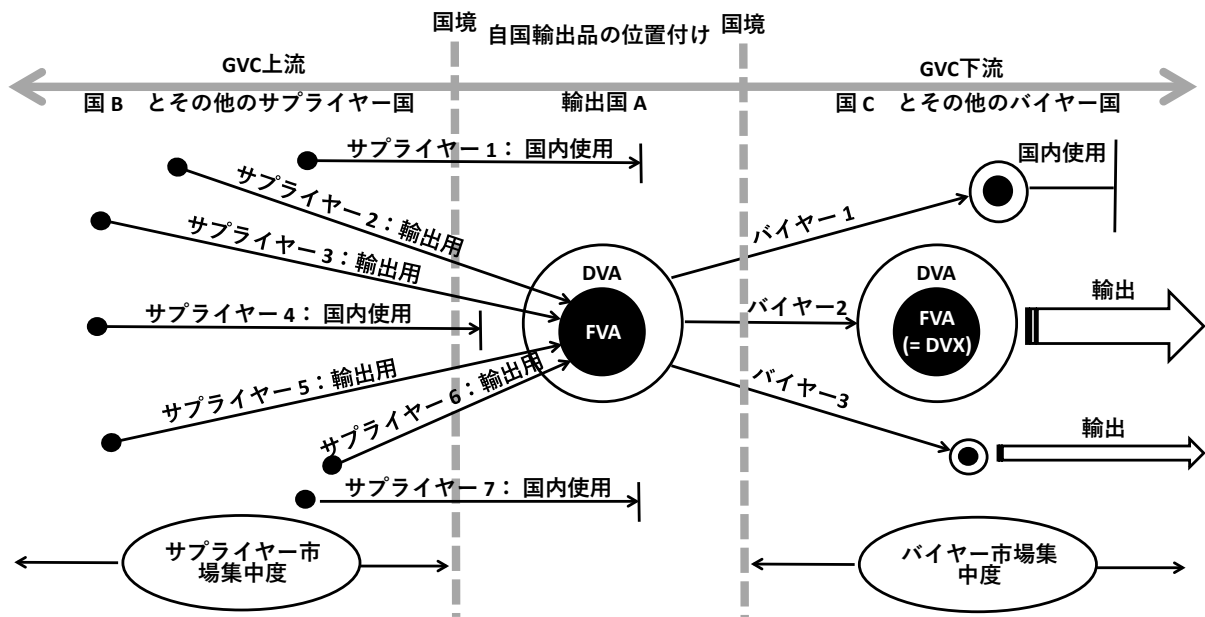 国境
自国輸出品の位置付け
国境
GVC上流
GVC下流
国 B　とその他のサプライヤー国
輸出国 A
国 C　とその他のバイヤー国
サプライヤー 1： 国内使用
国内使用
サプライヤー 2：輸出用
バイヤー 1
サプライヤー 3：輸出用
DVA
FVA
DVA
FVA
(= DVX)
輸出
サプライヤー 4：国内使用
バイヤー2
サプライヤー 5：輸出用
バイヤー3
サプライヤー 6：輸出用
輸出
サプライヤー 7： 国内使用
サプライヤー市
場集中度
バイヤー市場集
中度